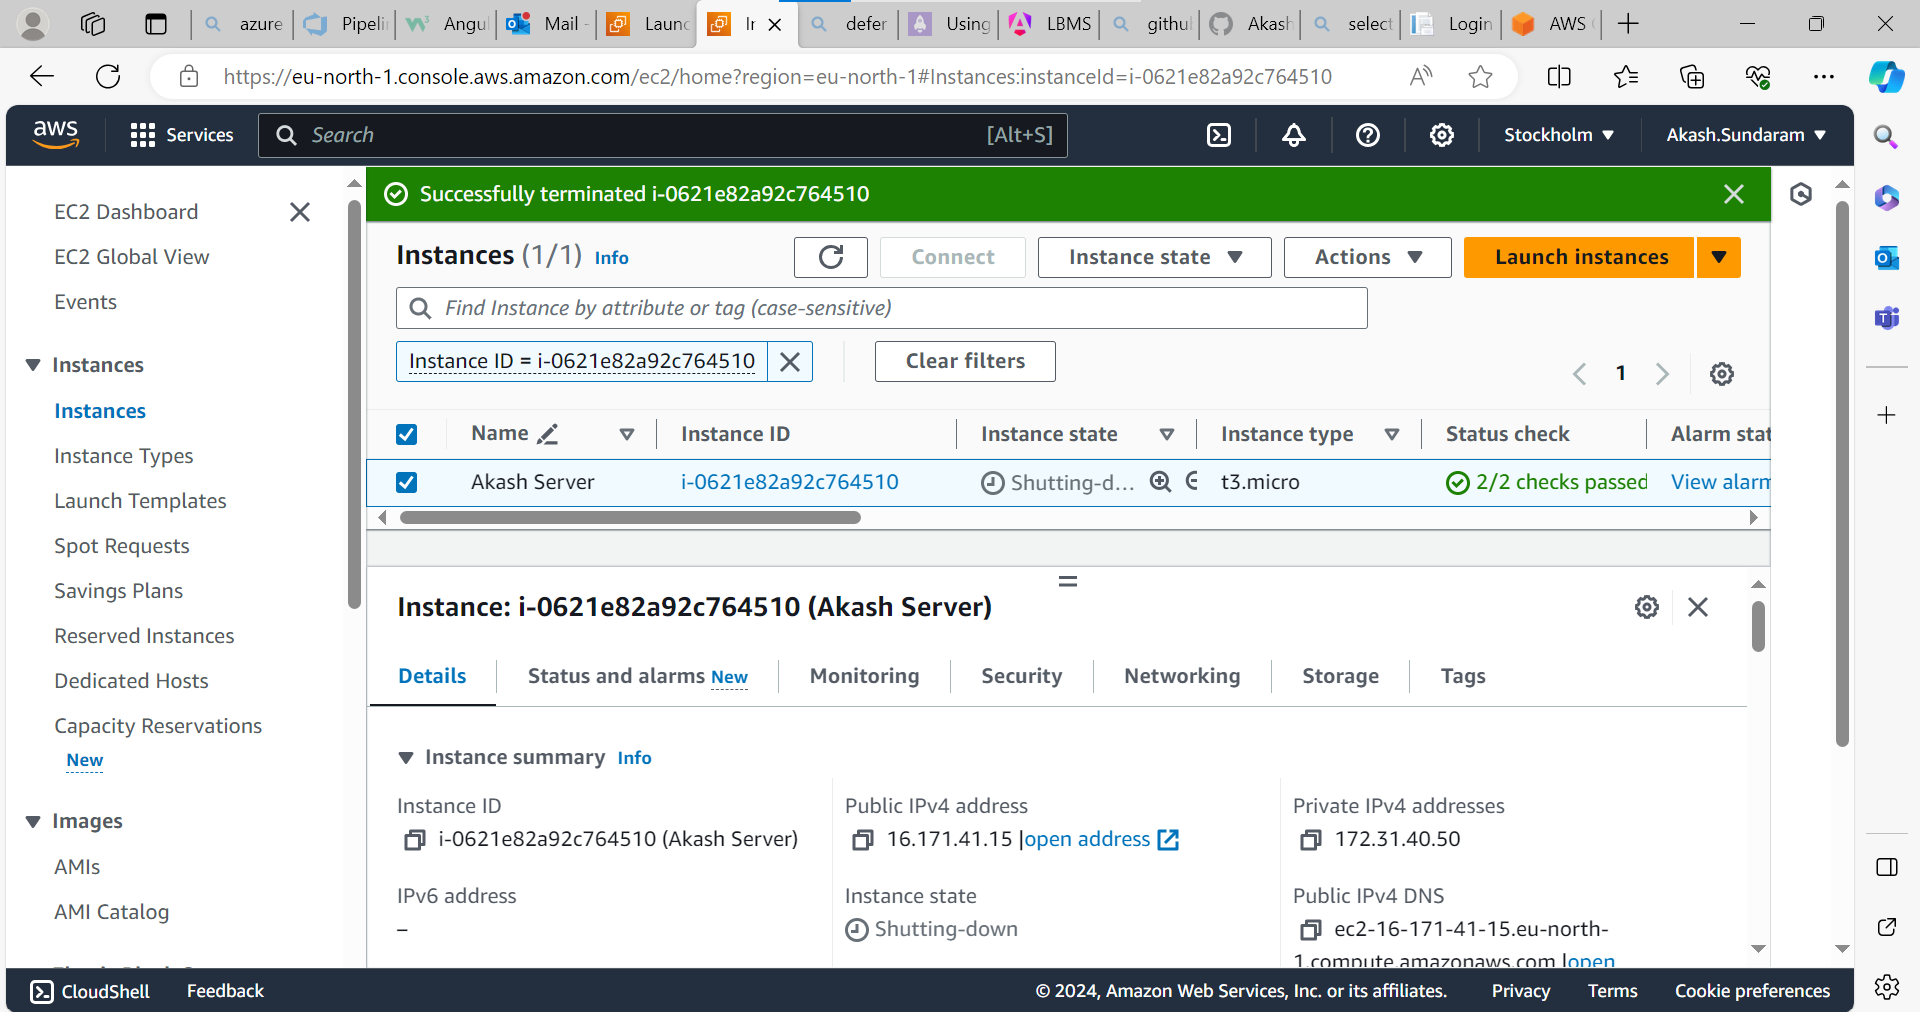 azure
Pipelin
Angul
Mail -
Launc
In
defer
Using
LBMS
githu
Akash
select
Login
AWS
https://eu-north-1.console.aws.amazon.com/ec2/home?region=eu-north-1#Instances:instanceId=i-0621e82a92c764510
aws
Services
Search
[Alt+S]
Stockholm
Akash.Sundaram
EC2 Dashboard
EC2 Global View
Events
Instances
Instances
Instance Types
Launch Templates
Spot Requests
Savings Plans
Reserved Instances
Dedicated Hosts
Capacity Reservations
New
Images
AMIs
AMI Catalog
Successfully terminated i-0621e82a92c764510
Instances (1/1) Info
Connect
Instance state
Actions
Launch instances
Find Instance by attribute or tag (case-sensitive)
Instance ID = i-0621e82a92c764510
Clear filters
1
Name
Instance ID
Instance state
Instance type
Status check
Alarm stat
Akash Server
i-0621e82a92c764510
Shutting-d...
t3.micro
2/2 checks passed
View alarm
Instance: i-0621e82a92c764510 (Akash Server)
Details
Status and alarms New
Monitoring
Security
Networking
Storage
Tags
Instance summary Info
Instance ID
i-0621e82a92c764510 (Akash Server)
Public IPv4 address
16.171.41.15 |open address
Private IPv4 addresses
172.31.40.50
IPv6 address
–
Instance state
Shutting-down
Public IPv4 DNS
ec2-16-171-41-15.eu-north-
1.compute.amazonaws.com |open
CloudShell
Feedback
© 2024, Amazon Web Services, Inc. or its affiliates.
Privacy
Terms
Cookie preferences